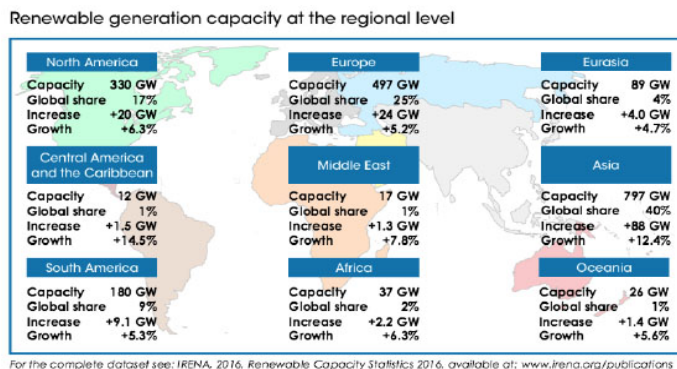 Renewable generation capacity at the regional level
North America
Capacity 330 GW
Global share 17%
Increase +20 GW
Growth +6.3%
Europe
Capacity 497 GW
Global share 25%
Increase +24 GW
Growth +5.2%
Eurasia
Capacity 89 GW
Global share 4%
Increase +4.0 GW
Growth +4.7%
Central America
and the Caribbean
Capacity 12 GW
Global share 1%
Increase +1.5 GW
Growth +14.5%
Middle East
Capacity 17 GW
Global share 1%
Increase +1.3 GW
Growth +7.8%
Asia
Capacity 797 GW
Global share 40%
Increase +88 GW
Growth +12.4%
South America
Capacity 180 GW
Global share 9%
Increase +9.1 GW
Growth +5.3%
Africa
Capacity 37 GW
Global share 2%
Increase +2.2 GW
Growth +6.3%
Oceania
Capacity 26 GW
Global share 1%
Increase +1.4 GW
Growth +5.6%
For the complete dataset see: IRENA, 2016, Renewable Capacity Statistics 2016, available at: www.irena.org/publications